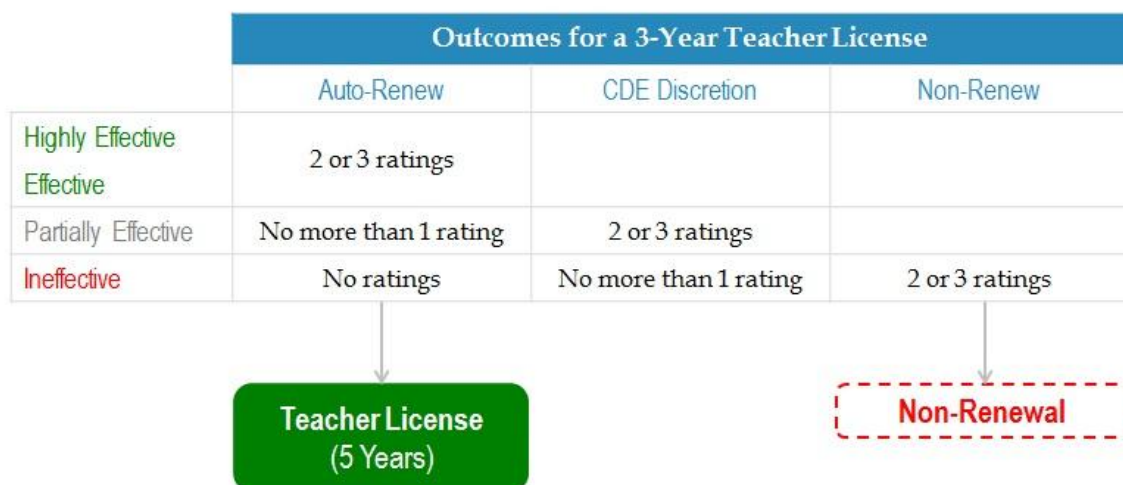 Outcomes for a 3-Year Teacher License
Auto-Renew CDE Discretion Non-Renew
Highly Effective
Effective
2 or 3 ratings
Partially Effective No more than 1 rating 2 or 3 ratings
Ineffective No ratings No more than 1 rating 2 or 3 ratings
Teacher License
(5 Years)
Non-Renewal